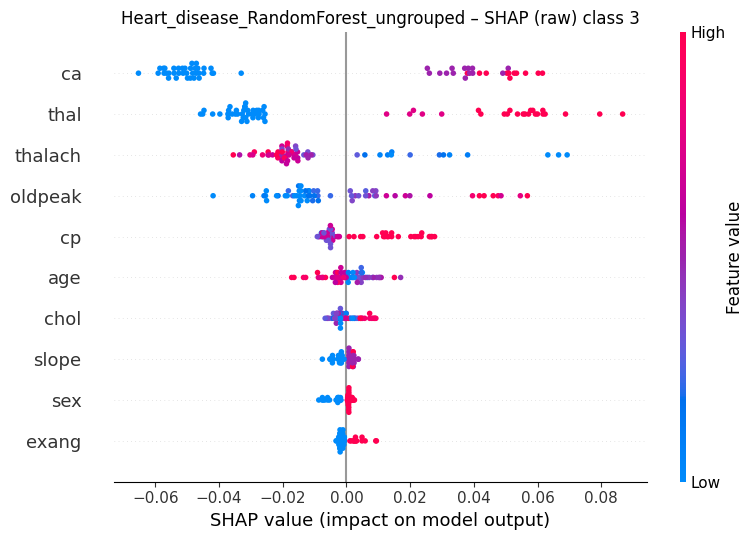 Heart_disease_RandomForest_ungrouped – SHAP (raw) class 3
High
ca
thal
thalach
oldpeak
cp
age
chol
slope
sex
exang
Feature value
Low
−0.06 −0.04 −0.02 0.00 0.02 0.04 0.06 0.08
SHAP value (impact on model output)